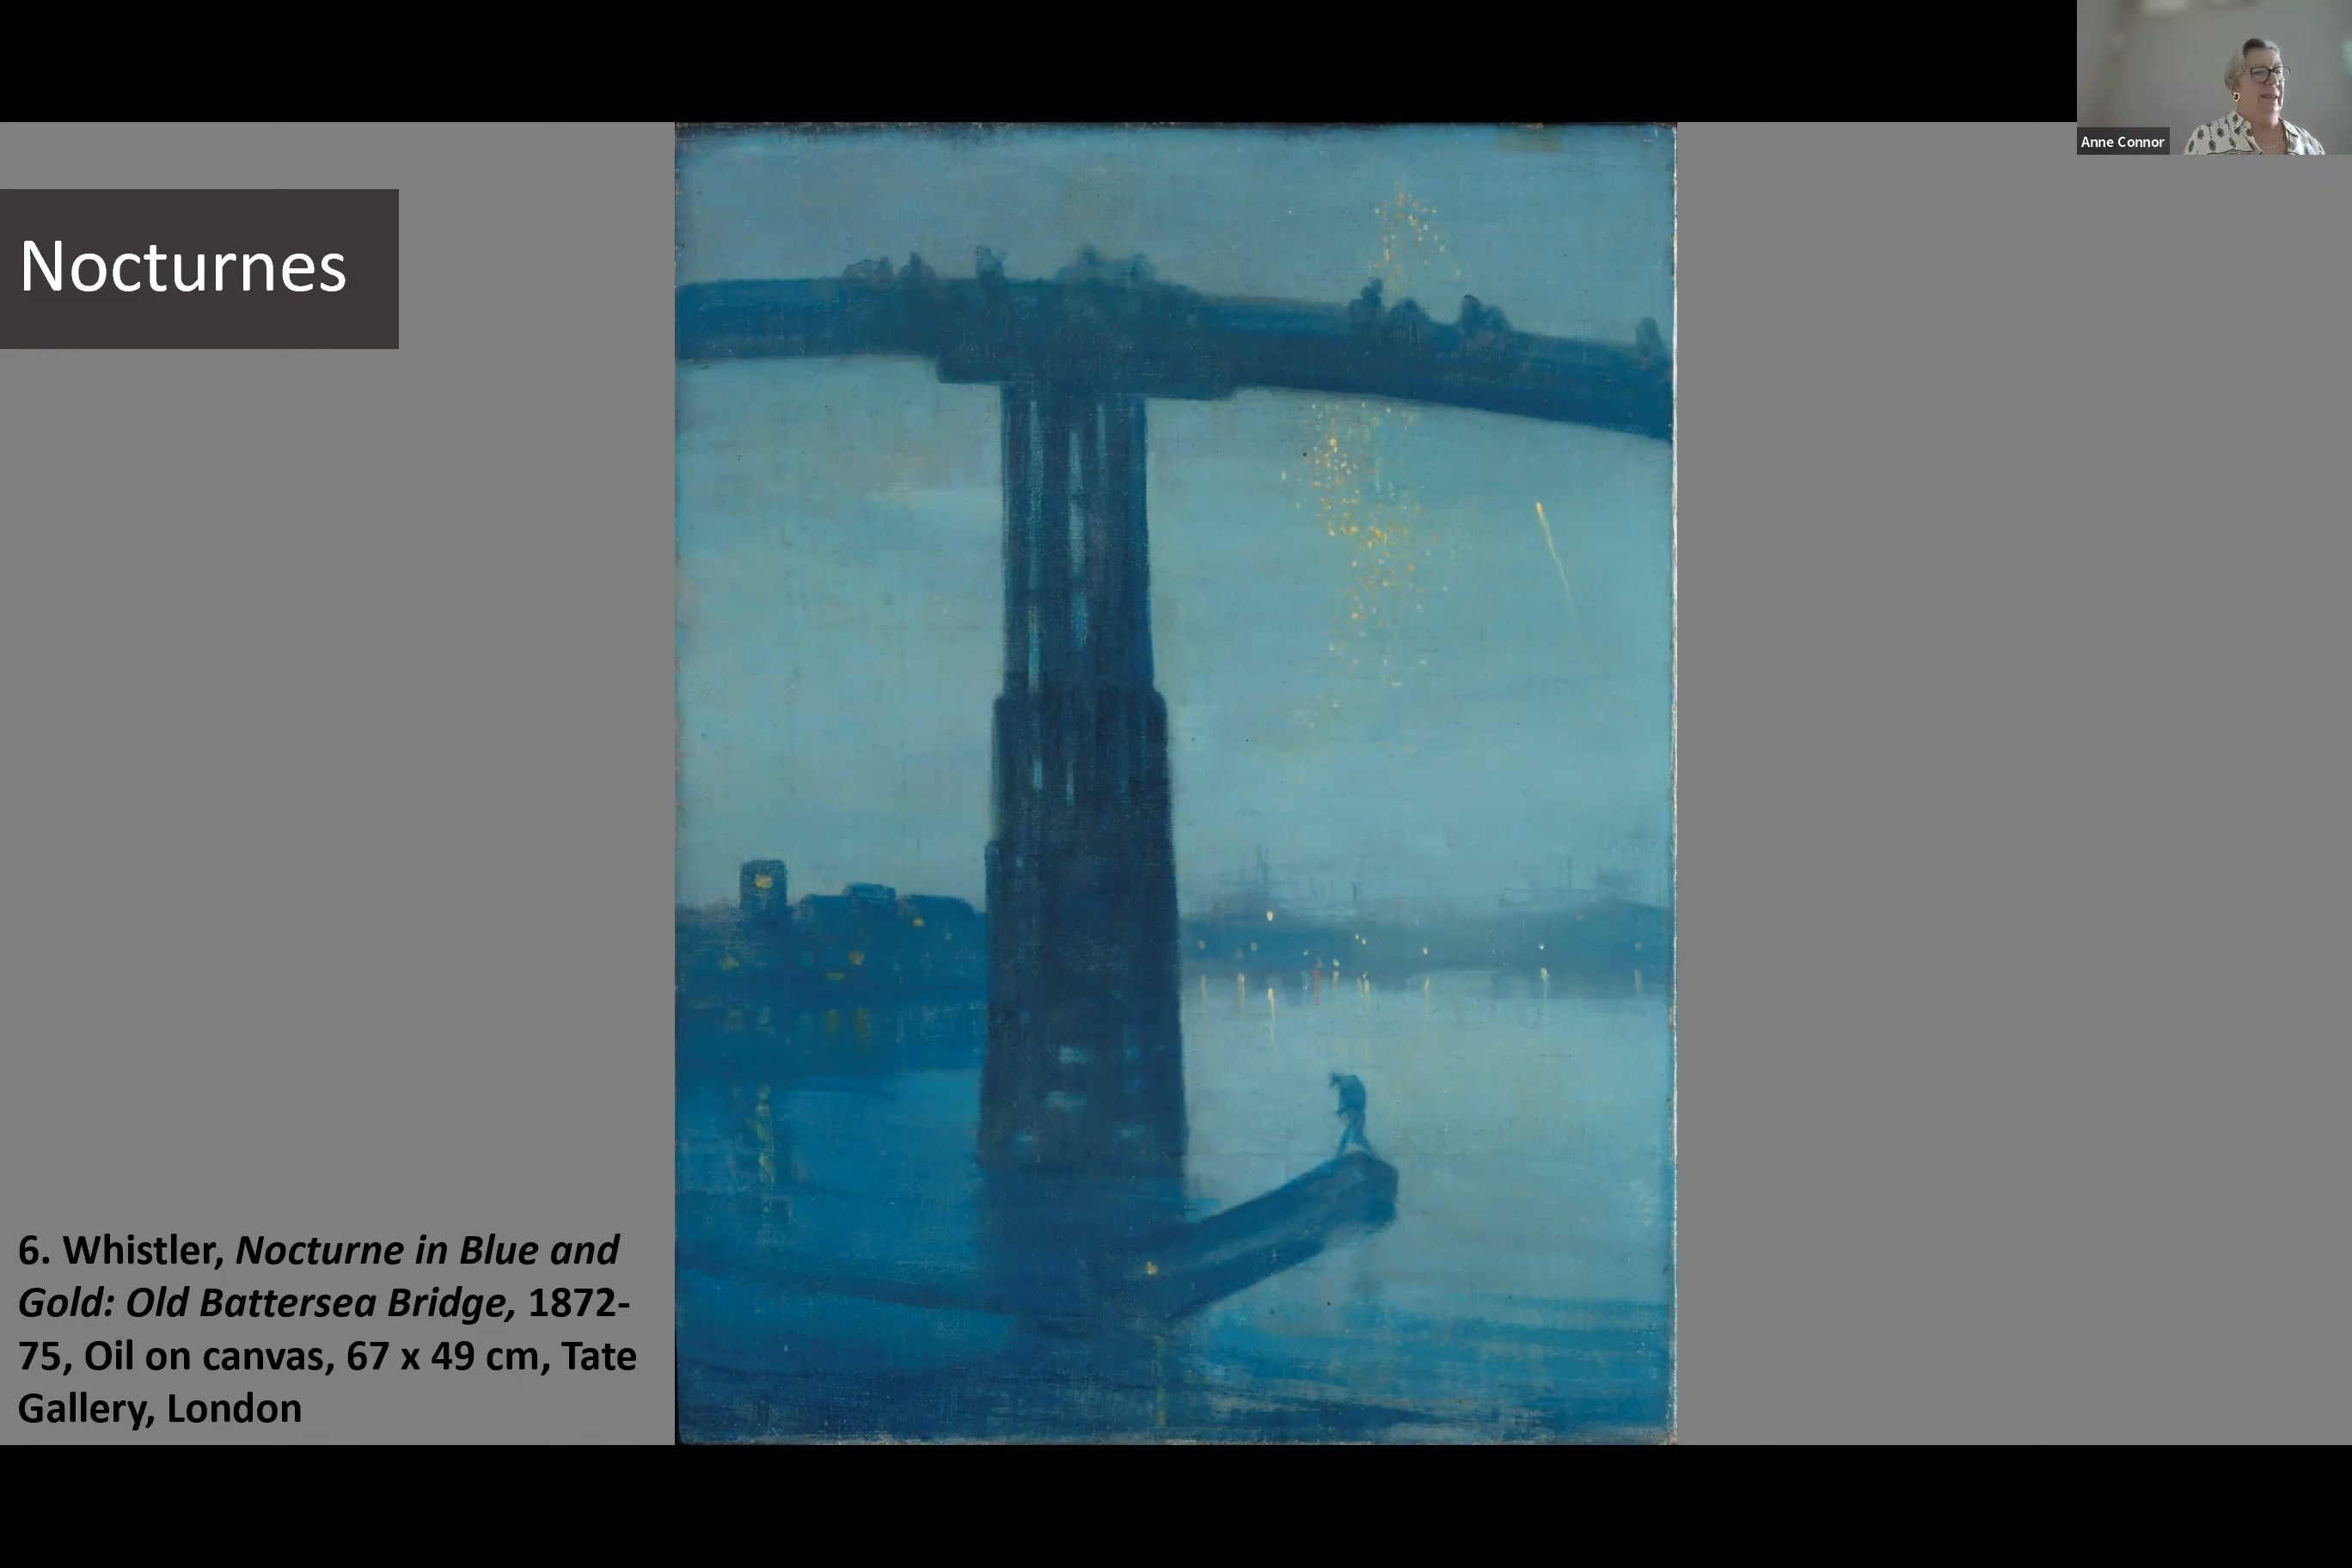 Anne Connor
Nocturnes
6. Whistler, Nocturne in Blue and
Gold: Old Battersea Bridge, 1872-
75, Oil on canvas, 67 x 49 cm, Tate
Gallery, London